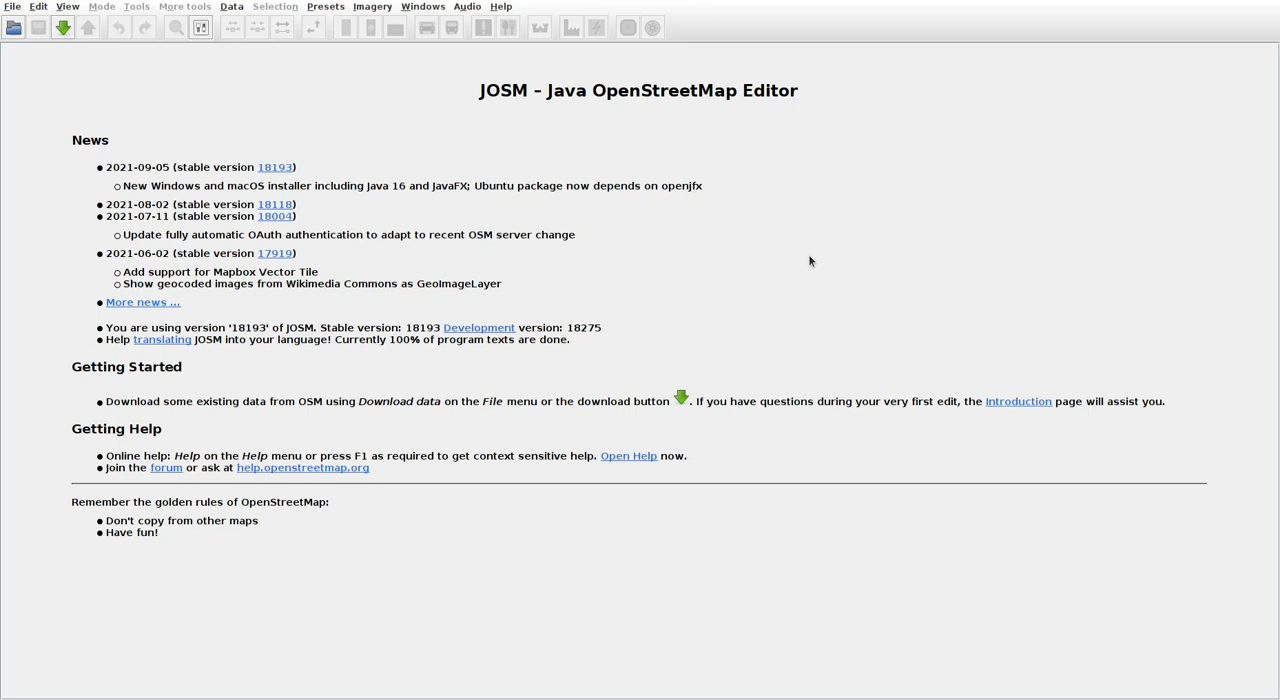 File Edit View Mode Tools More tools Data Selection Presets Imagery Windows Audio Help
JOSM – Java OpenStreetMap Editor
News
2021-09-05 (stable version 18193)
New Windows and macOS installer including Java 16 and JavaFX; Ubuntu package now depends on openjfx
2021-08-02 (stable version 18118)
2021-07-11 (stable version 18004)
Update fully automatic OAuth authentication to adapt to recent OSM server change
2021-06-02 (stable version 17919)
Add support for Mapbox Vector Tile
Show geocoded images from Wikimedia Commons as GeoImageLayer
More news ...
You are using version '18193' of JOSM. Stable version: 18193 Development version: 18275
Help translating JOSM into your language! Currently 100% of program texts are done.
Getting Started
Download some existing data from OSM using Download data on the File menu or the download button . If you have questions during your very first edit, the Introduction page will assist you.
Getting Help
Online help: Help on the Help menu or press F1 as required to get context sensitive help. Open Help now.
Join the forum or ask at help.openstreetmap.org
Remember the golden rules of OpenStreetMap:
Don't copy from other maps
Have fun!